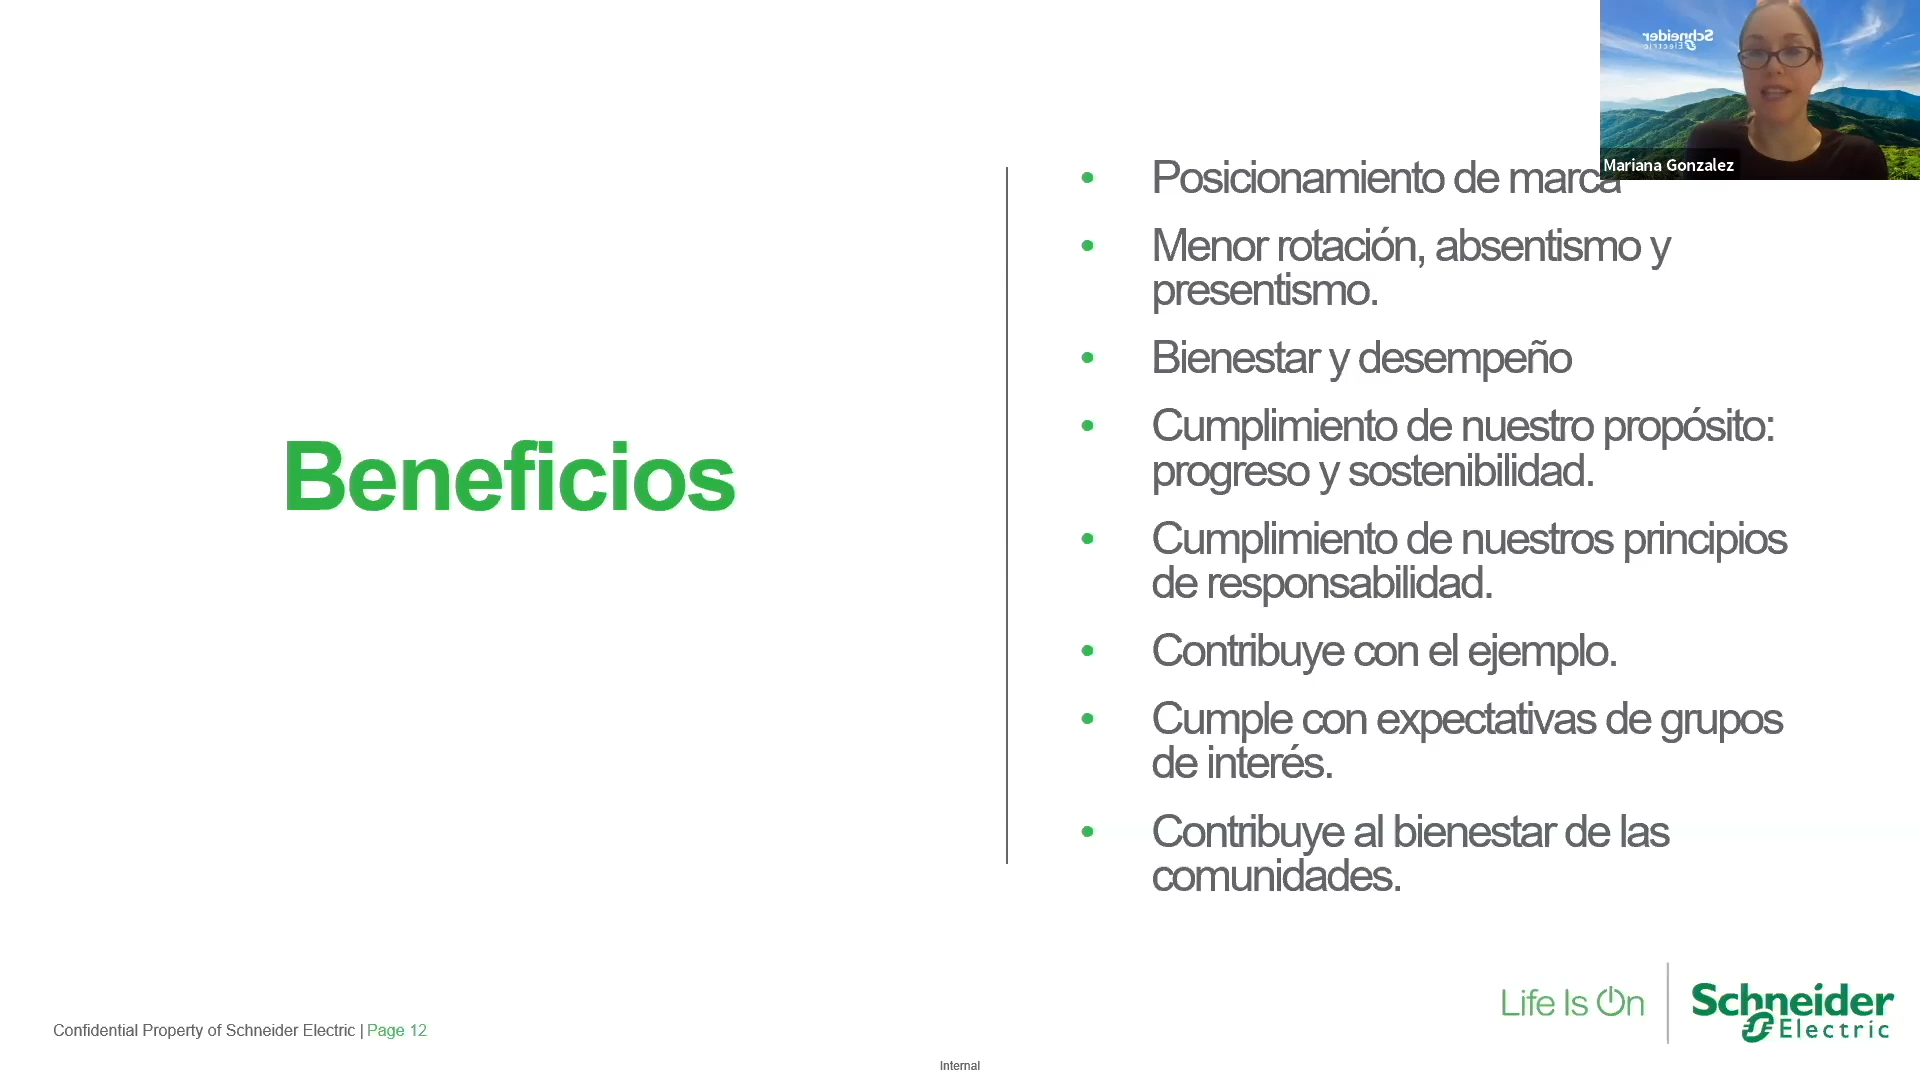 Schneider
Electric
Mariana Gonzalez
Beneficios
• Posicionamiento de marca
• Menor rotación, absentismo y
presentismo.
• Bienestar y desempeño
• Cumplimiento de nuestro propósito:
progreso y sostenibilidad.
• Cumplimiento de nuestros principios
de responsabilidad.
• Contribuye con el ejemplo.
• Cumple con expectativas de grupos
de interés.
• Contribuye al bienestar de las
comunidades.
Life Is On
Schneider
Electric
Confidential Property of Schneider Electric | Page 12
Internal